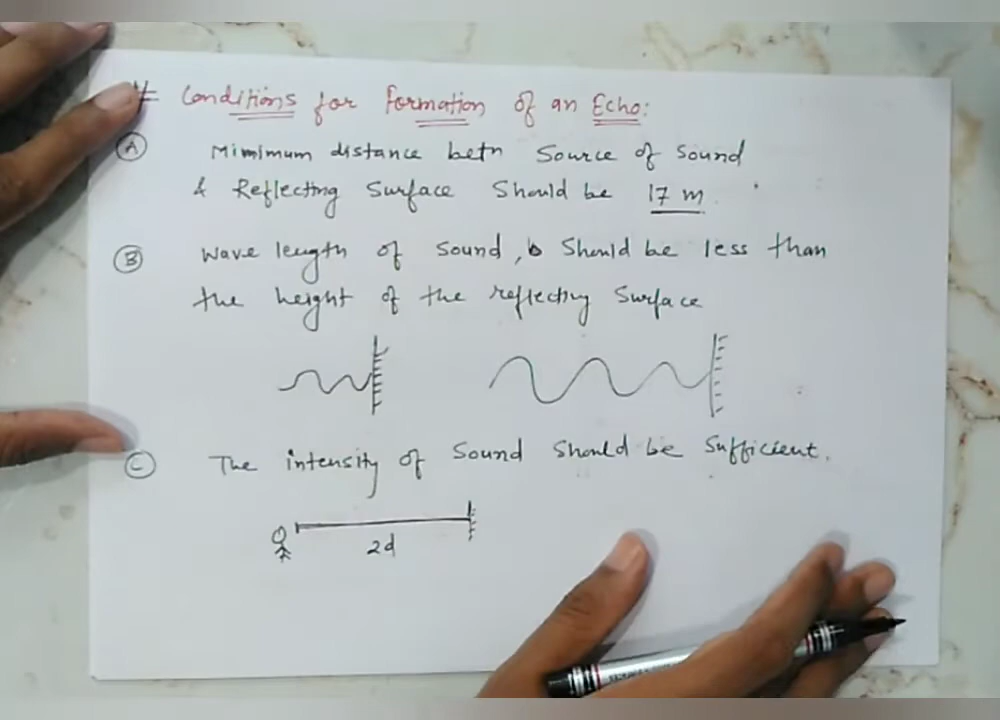 # Conditions for Formation of an Echo:
(A) Mimimum distance betn Source of Sound
& Reflecting Surface Should be 17 m.
(B) Wave length of Sound, Should be less than
the height of the reflecting Surface
(C) The intensity of Sound Should be Sufficient.
2d